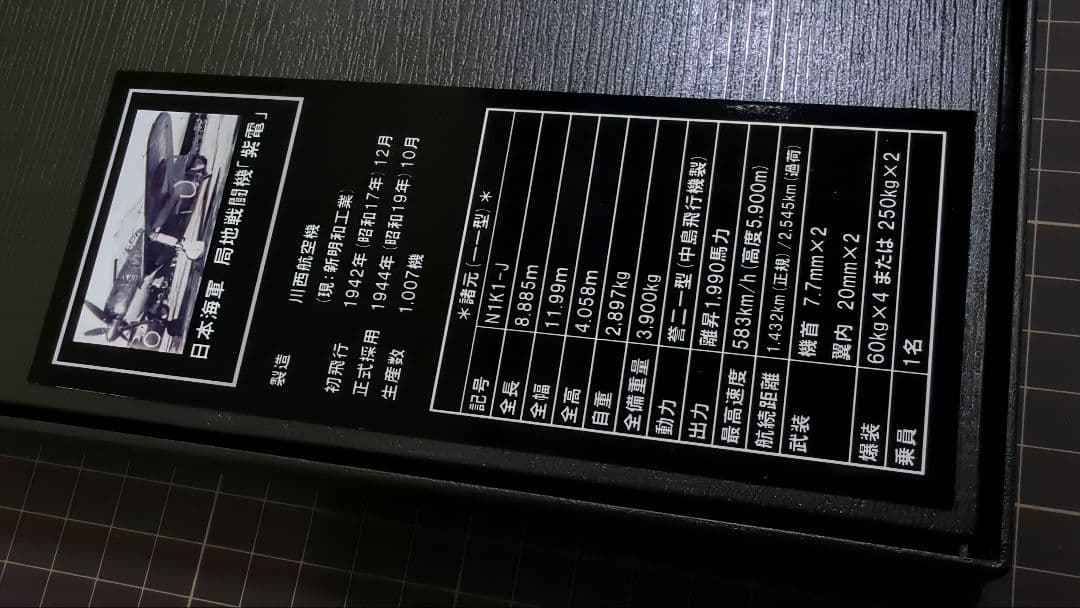 日本海軍 局地戦闘機「紫電」
製造 川西航空機
(現:新明和工業)
初飛行 1942年(昭和17年)12月
正式採用 1944年(昭和19年)10月
生産数 1,007機
*諸元(一一型)*
記号 N1K1-J
全長 8.885m
全幅 11.99m
全高 4.058m
自重 2.897kg
全備重量 3.900kg
動力 誉二一型(中島飛行機製)
出力 離昇1,990馬力
最高速度 583km/h(高度5,900m)
航続距離 1.432km(正規)/2.545km(過荷)
武装 機首 7.7mm×2
翼内 20mm×2
爆装 60kg×4 または 250kg×2
乗員 1名